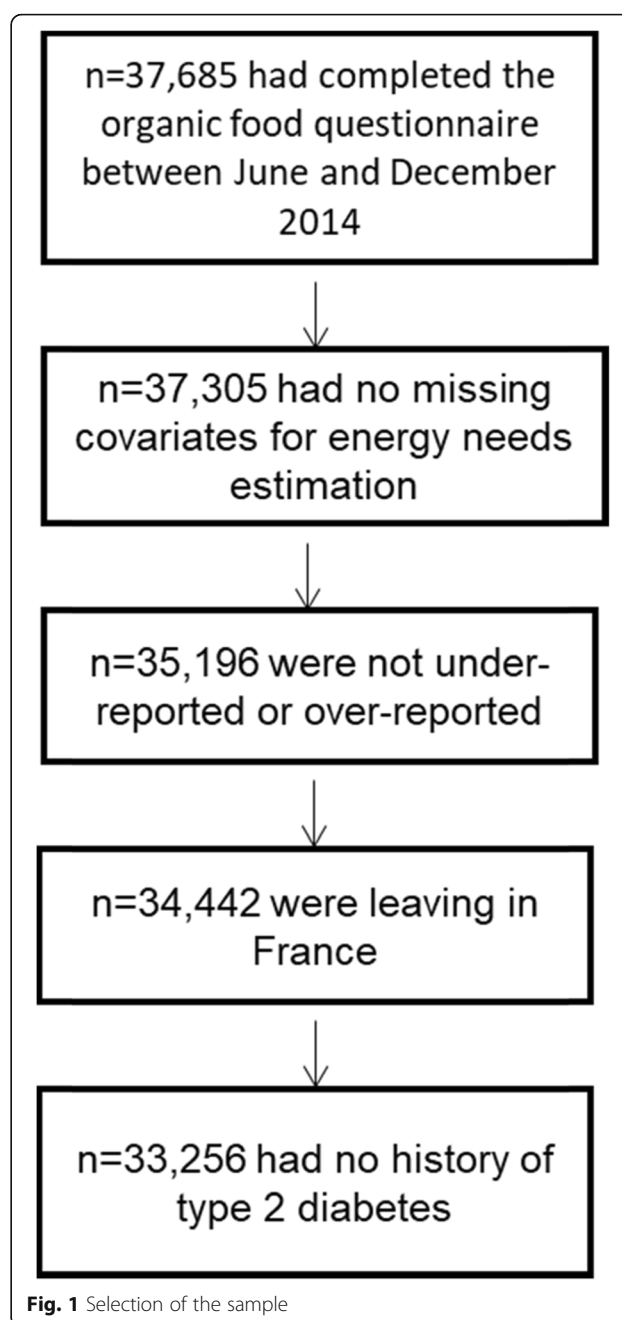 n=37,685 had completed the
organic food questionnaire
between June and December
2014
n=37,305 had no missing
covariates for energy needs
estimation
n=35,196 were not under-
reported or over-reported
n=34,442 were leaving in
France
n=33,256 had no history of
type 2 diabetes
Fig. 1 Selection of the sample